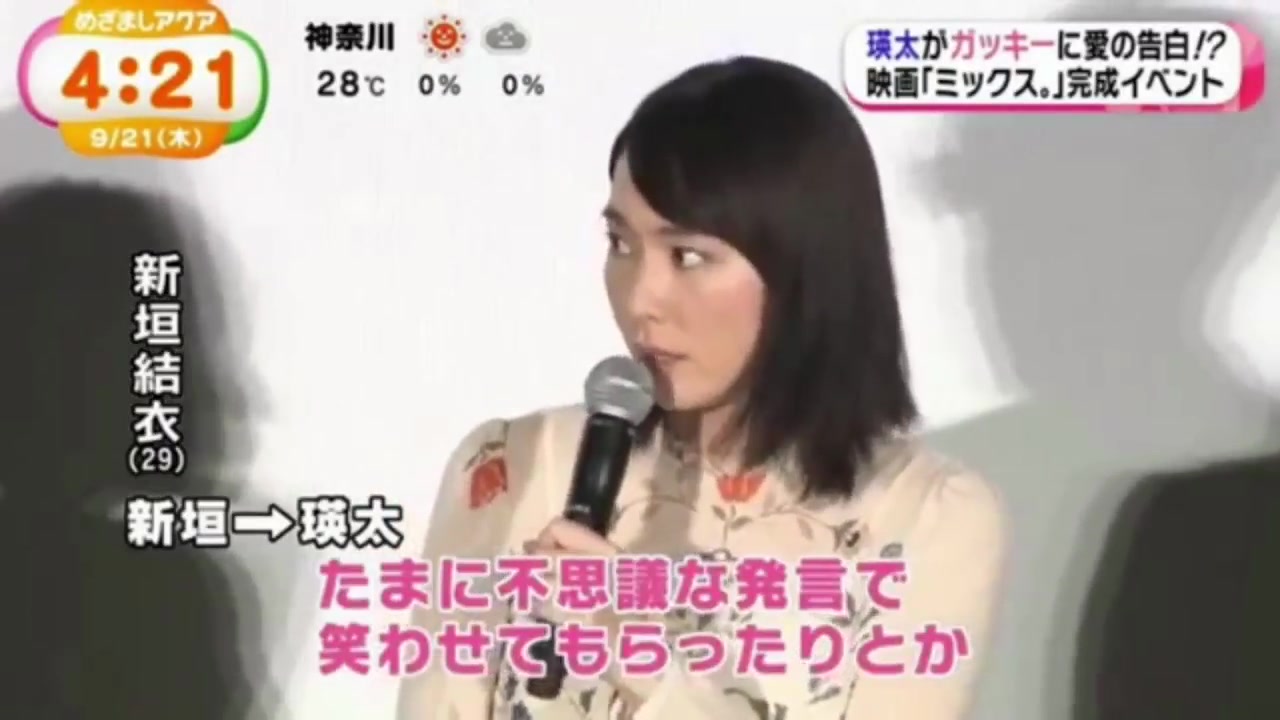 めざましアクア
4:21
9/21(木)
神奈川
28℃ 0% 0%
瑛太がガッキーに愛の告白!?
映画「ミックス。」完成イベント
新垣結衣
(29)
新垣→瑛太
たまに不思議な発言で
笑わせてもらったりとか